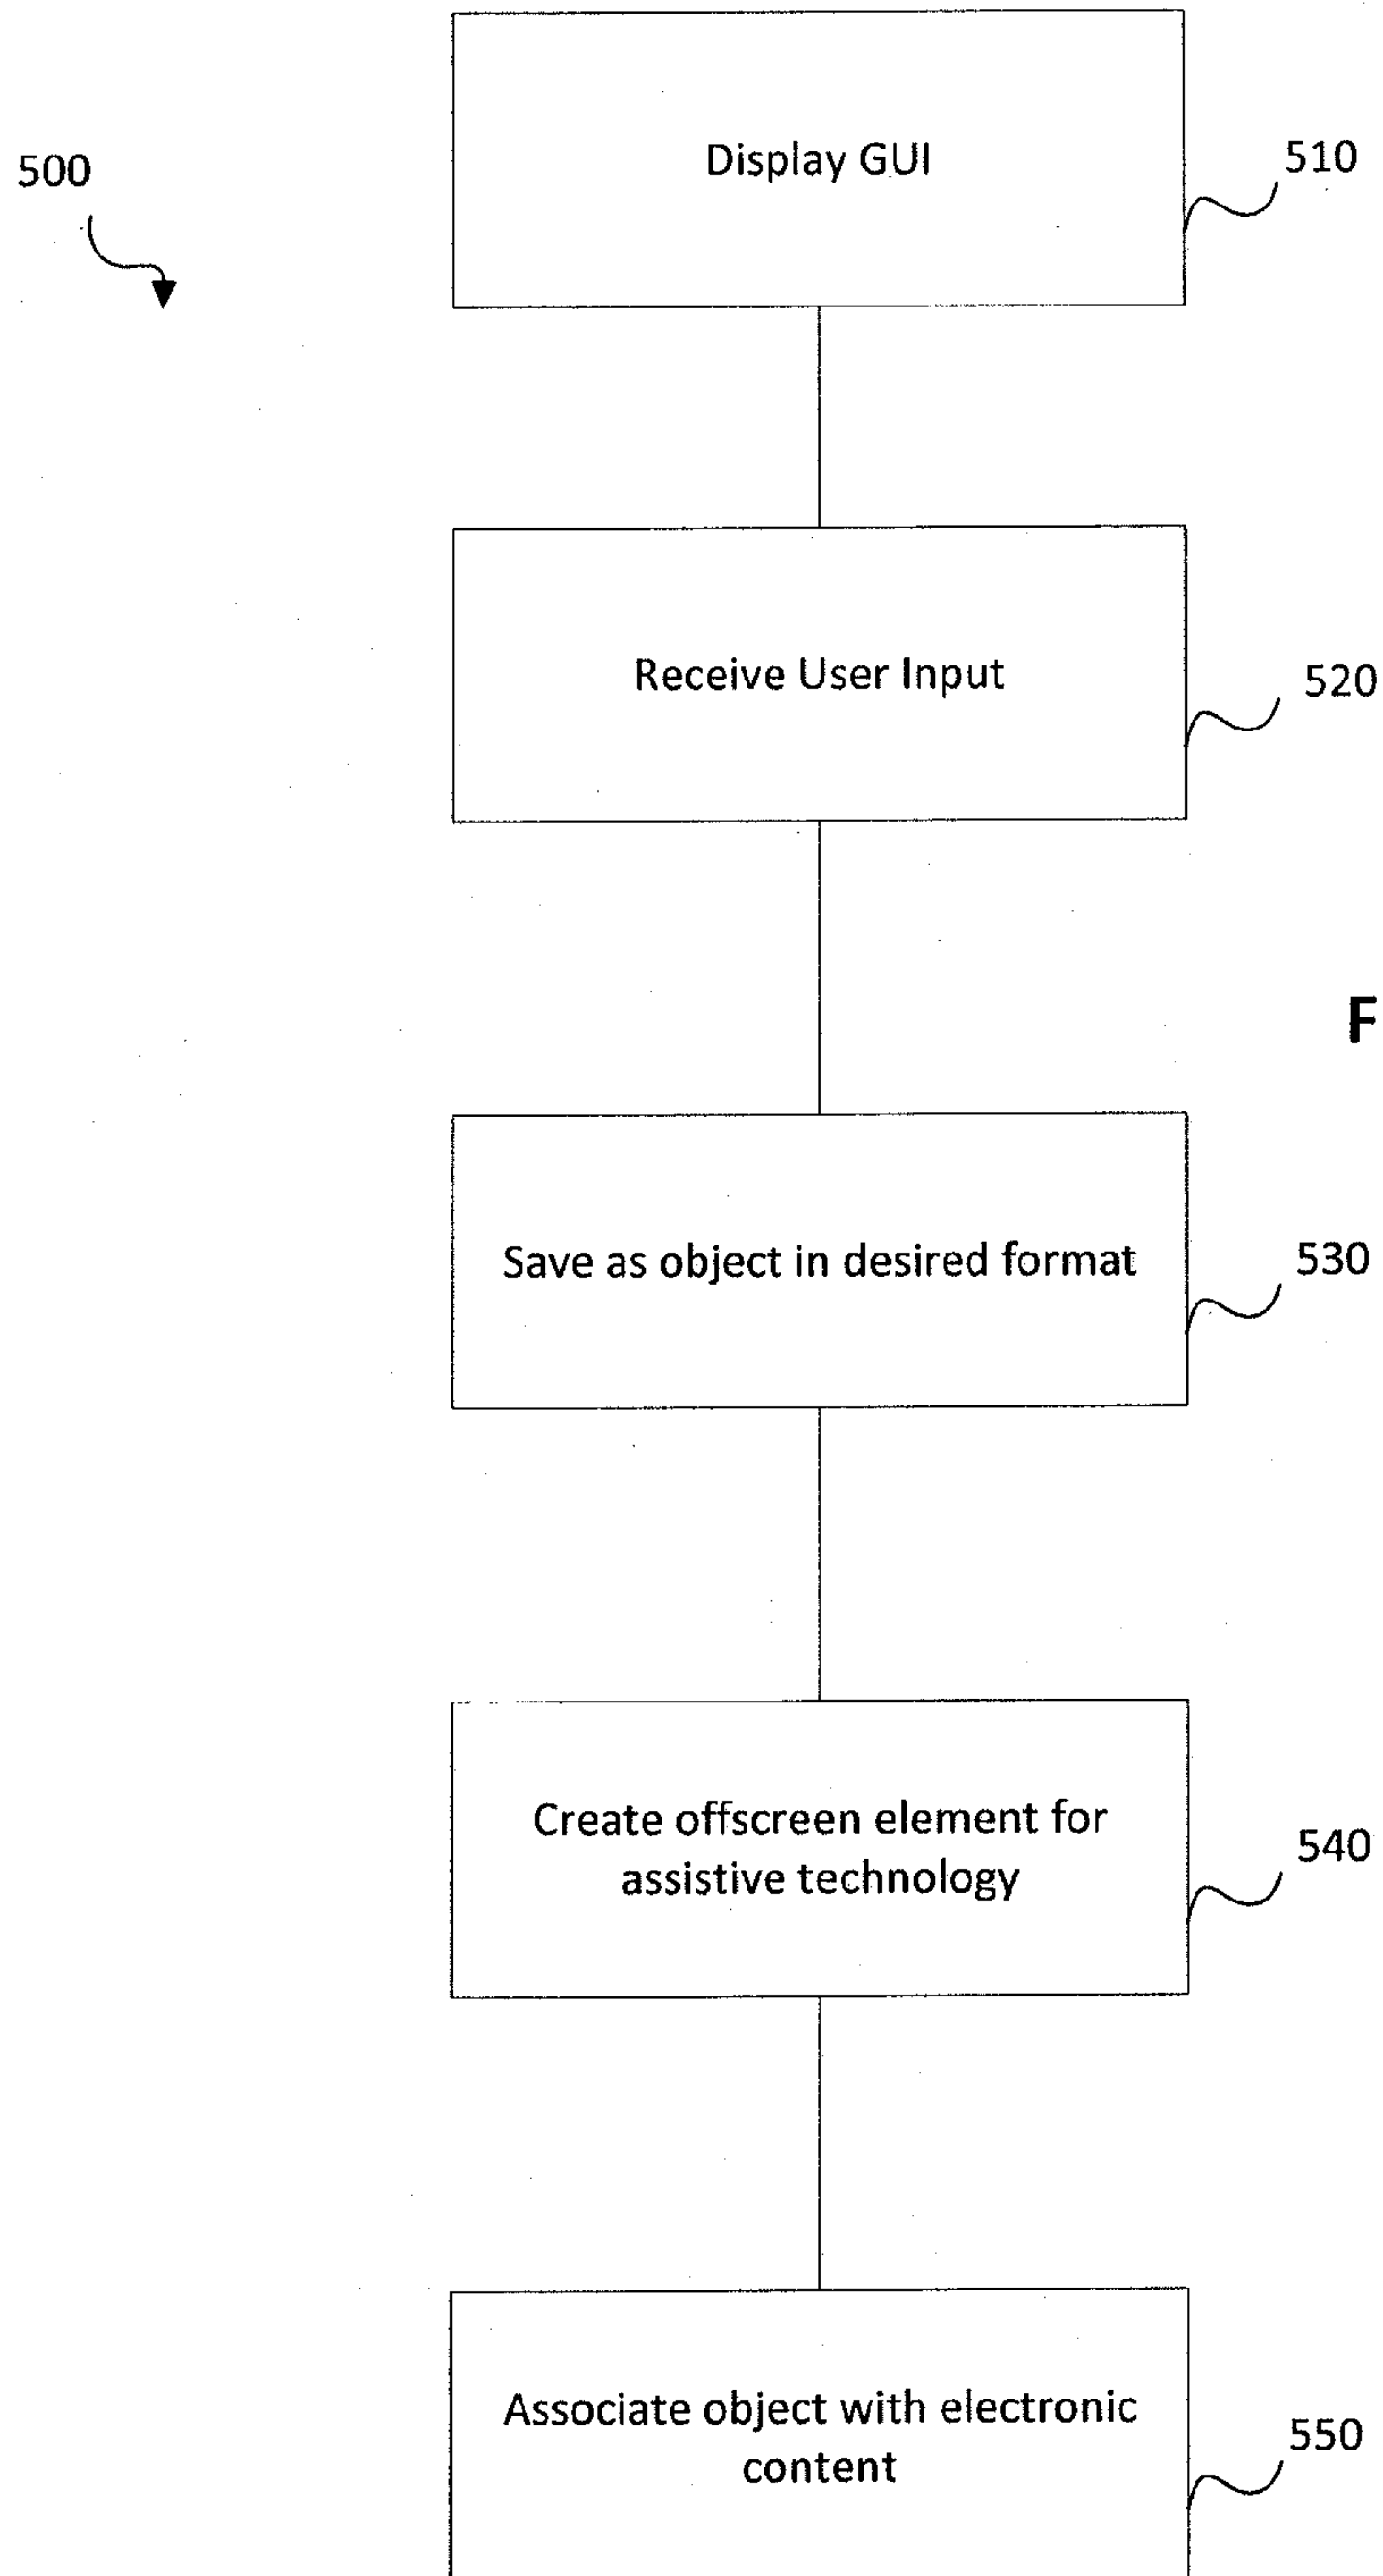 500
Display GUI
510
Receive User Input
520
F
Save as object in desired format
530
Create offscreen element for
assistive technology
540
Associate object with electronic
content
550